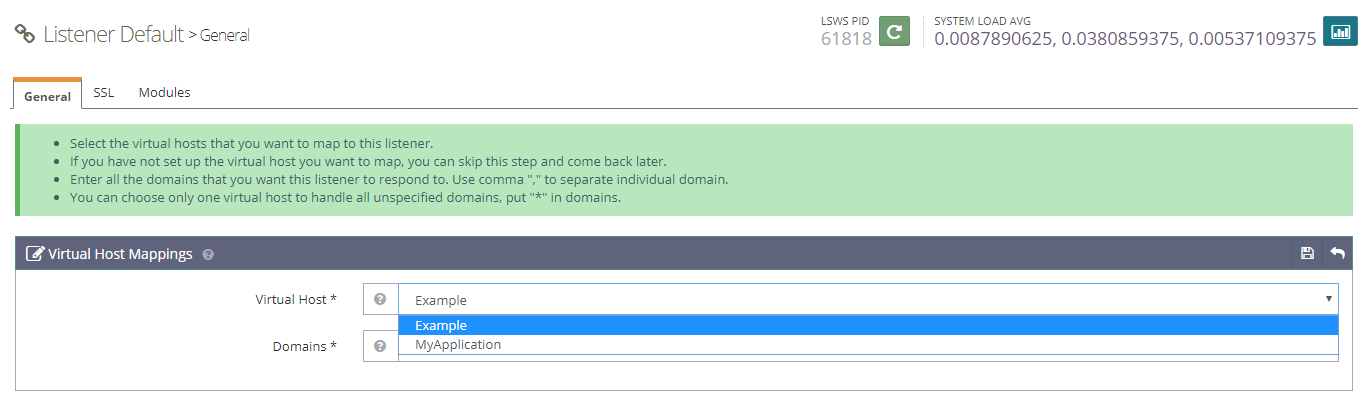 Listener Default > General
LSWS PID
61818
SYSTEM LOAD AVG
0.0087890625, 0.0380859375, 0.00537109375
General
SSL
Modules
Select the virtual hosts that you want to map to this listener.
If you have not set up the virtual host you want to map, you can skip this step and come back later.
Enter all the domains that you want this listener to respond to. Use comma "," to separate individual domain.
You can choose only one virtual host to handle all unspecified domains, put "*" in domains.
Virtual Host Mappings
Virtual Host *
Example
Example
MyApplication
Domains *